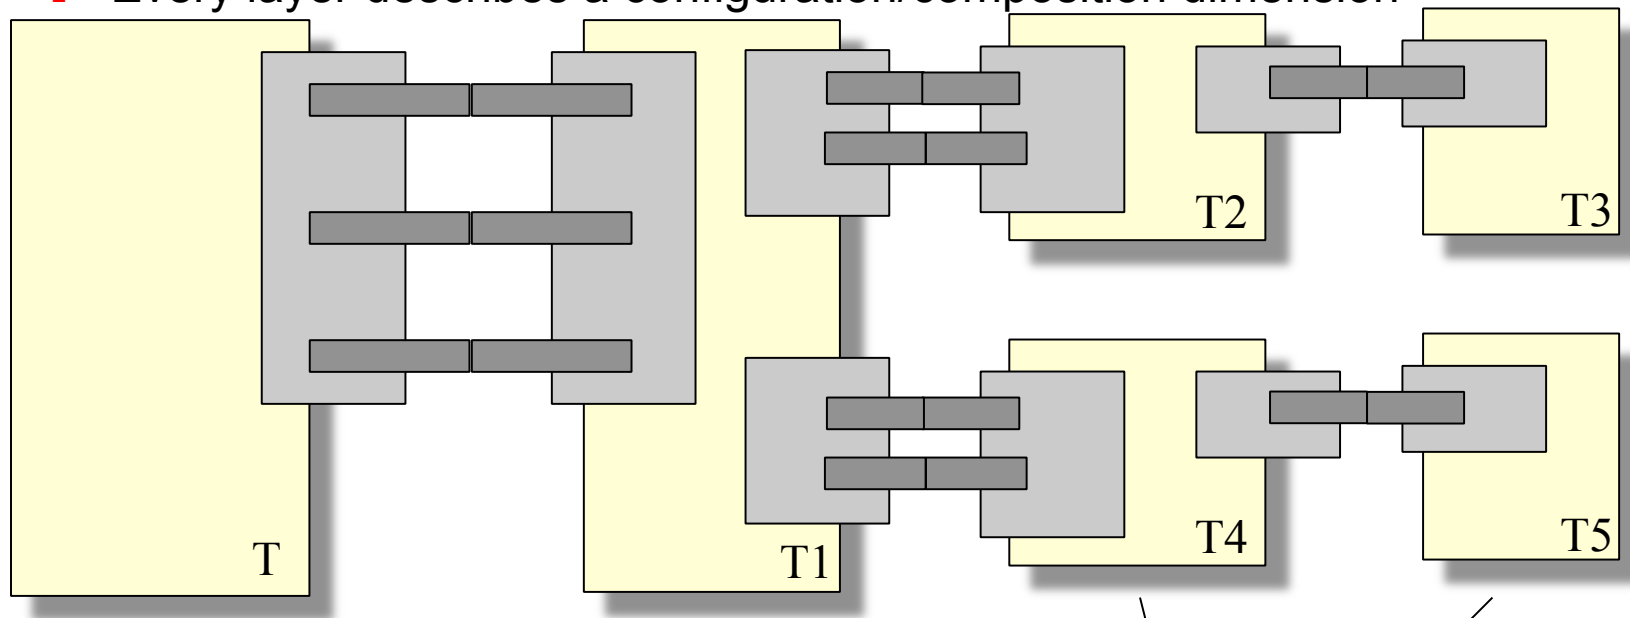 Every layer describes a configuration/composition dimension
T2
T3
T
T1
T4
T5